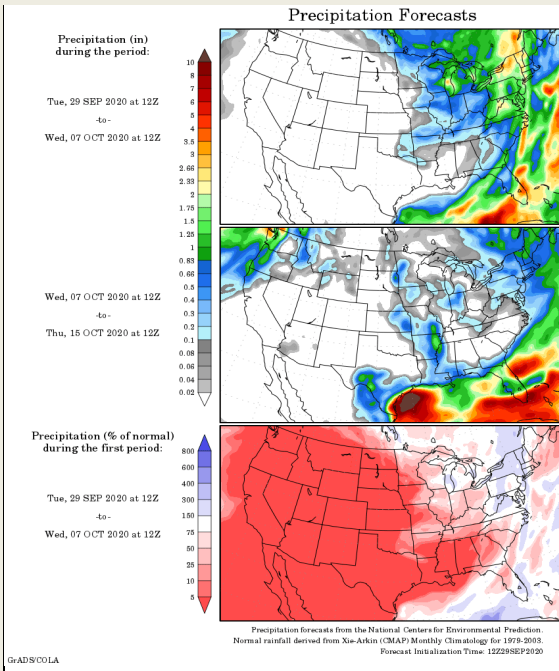 Precipitation Forecasts
Precipitation (in)
during the period:
Tue, 29 SEP 2020 at 12Z
-to-
Wed, 07 OCT 2020 at 12Z
10
8
7
6
5
4
3.5
3
2.66
2.33
2
1.75
1.5
1.25
1
0.83
0.66
0.5
0.4
0.3
0.2
0.1
0.08
0.06
0.04
0.02
Wed, 07 OCT 2020 at 12Z
-to-
Thu, 15 OCT 2020 at 12Z
Precipitation (% of normal)
during the first period:
Tue, 29 SEP 2020 at 12Z
-to-
Wed, 07 OCT 2020 at 12Z
800
600
400
300
150
75
50
25
10
5
Precipitation forecasts from the National Centers for Environmental Prediction.
Normal rainfall derived from Xie-Arkin (CMAP) Monthly Climatology for 1979-2003.
Forecast Initialization Time: 12Z29SEP2020
GrADS/COLA